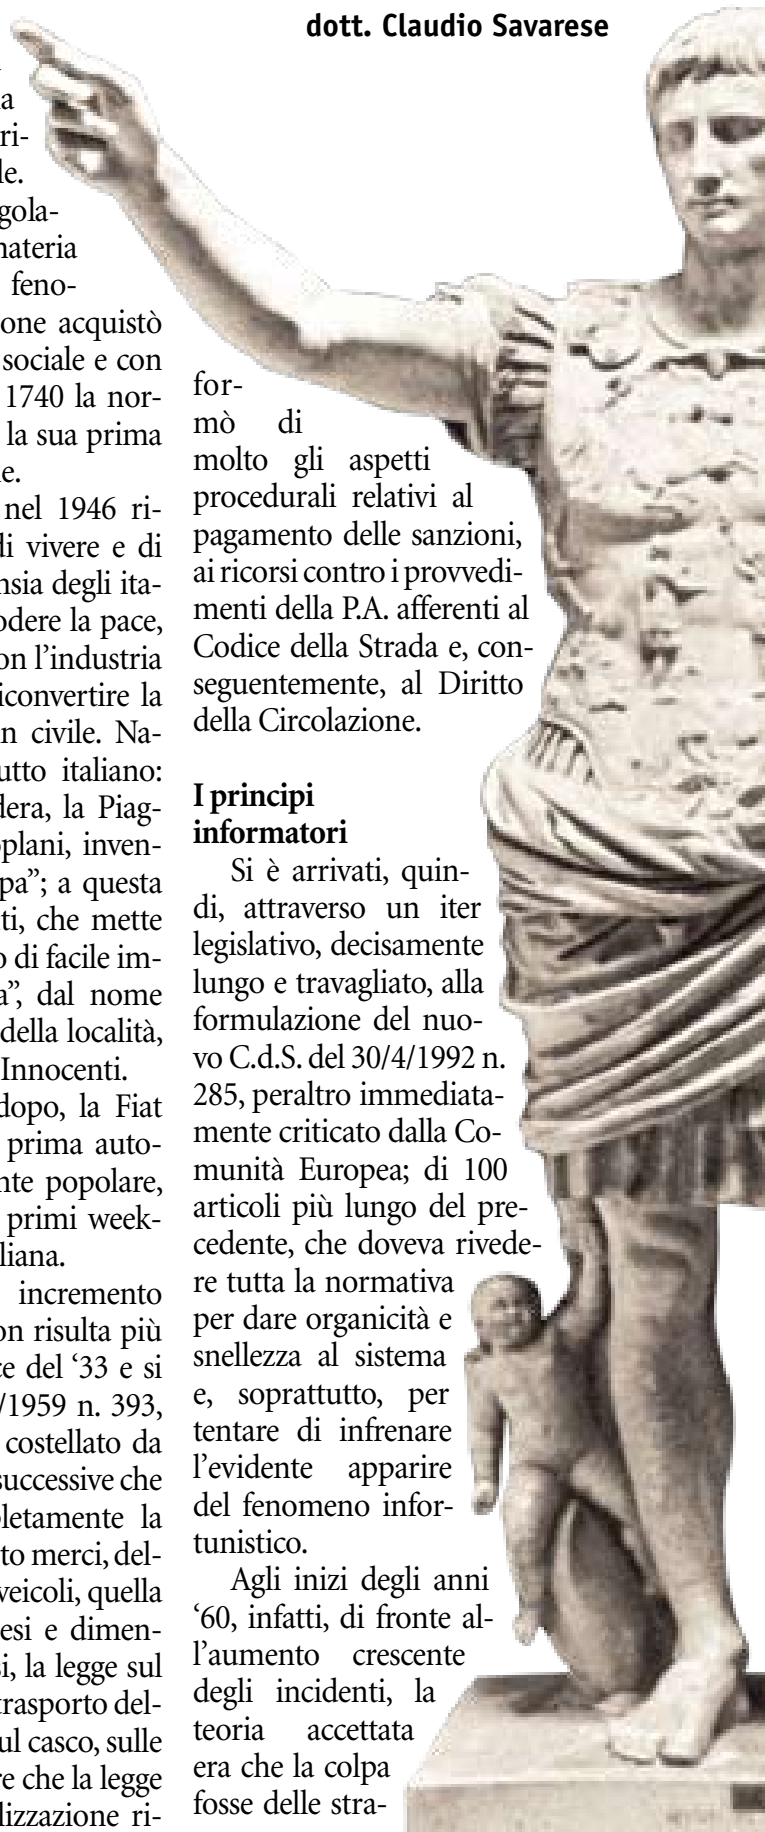 dott. Claudio Savarese
la
ri-
le.
gola-
materia
feno-
one acquistò
sociale e con
1740 la nor-
la sua prima
e.
nel 1946 ri-
di vivere e di
nsia degli ita-
odere la pace,
on l'industria
iconvertire la
n civile. Na-
utto italiano:
dera, la Piag-
oplani, inven-
pa”; a questa
ti, che mette
o di facile im-
a”, dal nome
della località,
Innocenti.
dopo, la Fiat
prima auto-
nte popolare,
primi week-
liana.
incremento
on risulta più
ce del ‘33 e si
/1959 n. 393,
costellato da
successive che
letamente la
to merci, del-
veicoli, quella
esi e dimen-
si, la legge sul
trasporto del-
ul casco, sulle
re che la legge
lizzazione ri-
for-
mò di
molto gli aspetti
procedurali relativi al
pagamento delle sanzioni,
ai ricorsi contro i provvedi-
menti della P.A. afferenti al
Codice della Strada e, con-
seguentemente, al Diritto
della Circolazione.
I principi
informatori
Si è arrivati, quin-
di, attraverso un iter
legislativo, decisamente
lungo e travagliato, alla
formulazione del nuo-
vo C.d.S. del 30/4/1992 n.
285, peraltro immediata-
mente criticato dalla Co-
munità Europea; di 100
articoli più lungo del pre-
cedente, che doveva rivede-
re tutta la normativa
per dare organicità e
snellezza al sistema
e, soprattutto, per
tentare di infrenare
l'evidente apparire
del fenomeno infor-
tunistico.
Agli inizi degli anni
‘60, infatti, di fronte al-
l'aumento crescente
degli incidenti, la
teoria accettata
era che la colpa
fosse delle stra-